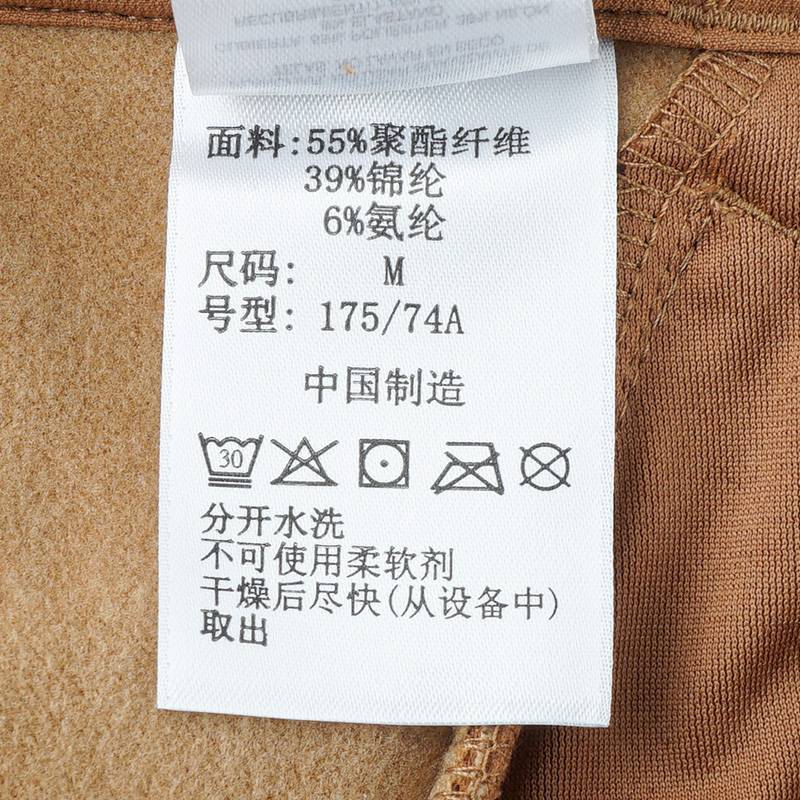 面料:55%聚酯纤维
39%锦纶
6%氨纶
尺码: M
号型: 175/74A
中国制造
30
分开水洗
不可使用柔软剂
干燥后尽快(从设备中)
取出